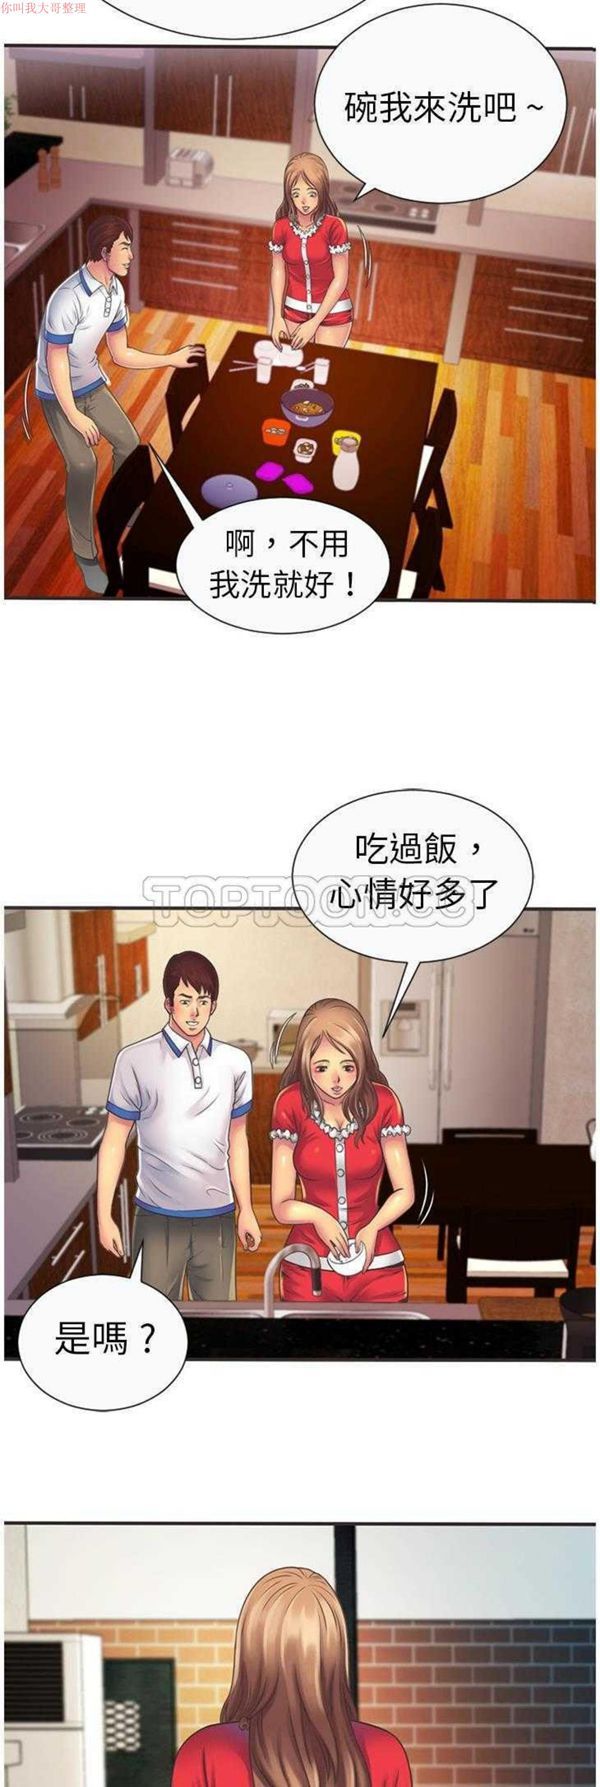 你叫我大哥整理
碗我來洗吧~
啊，不用
我洗就好！
吃過飯，
心情好多了
TOPTOON.CC
是嗎？